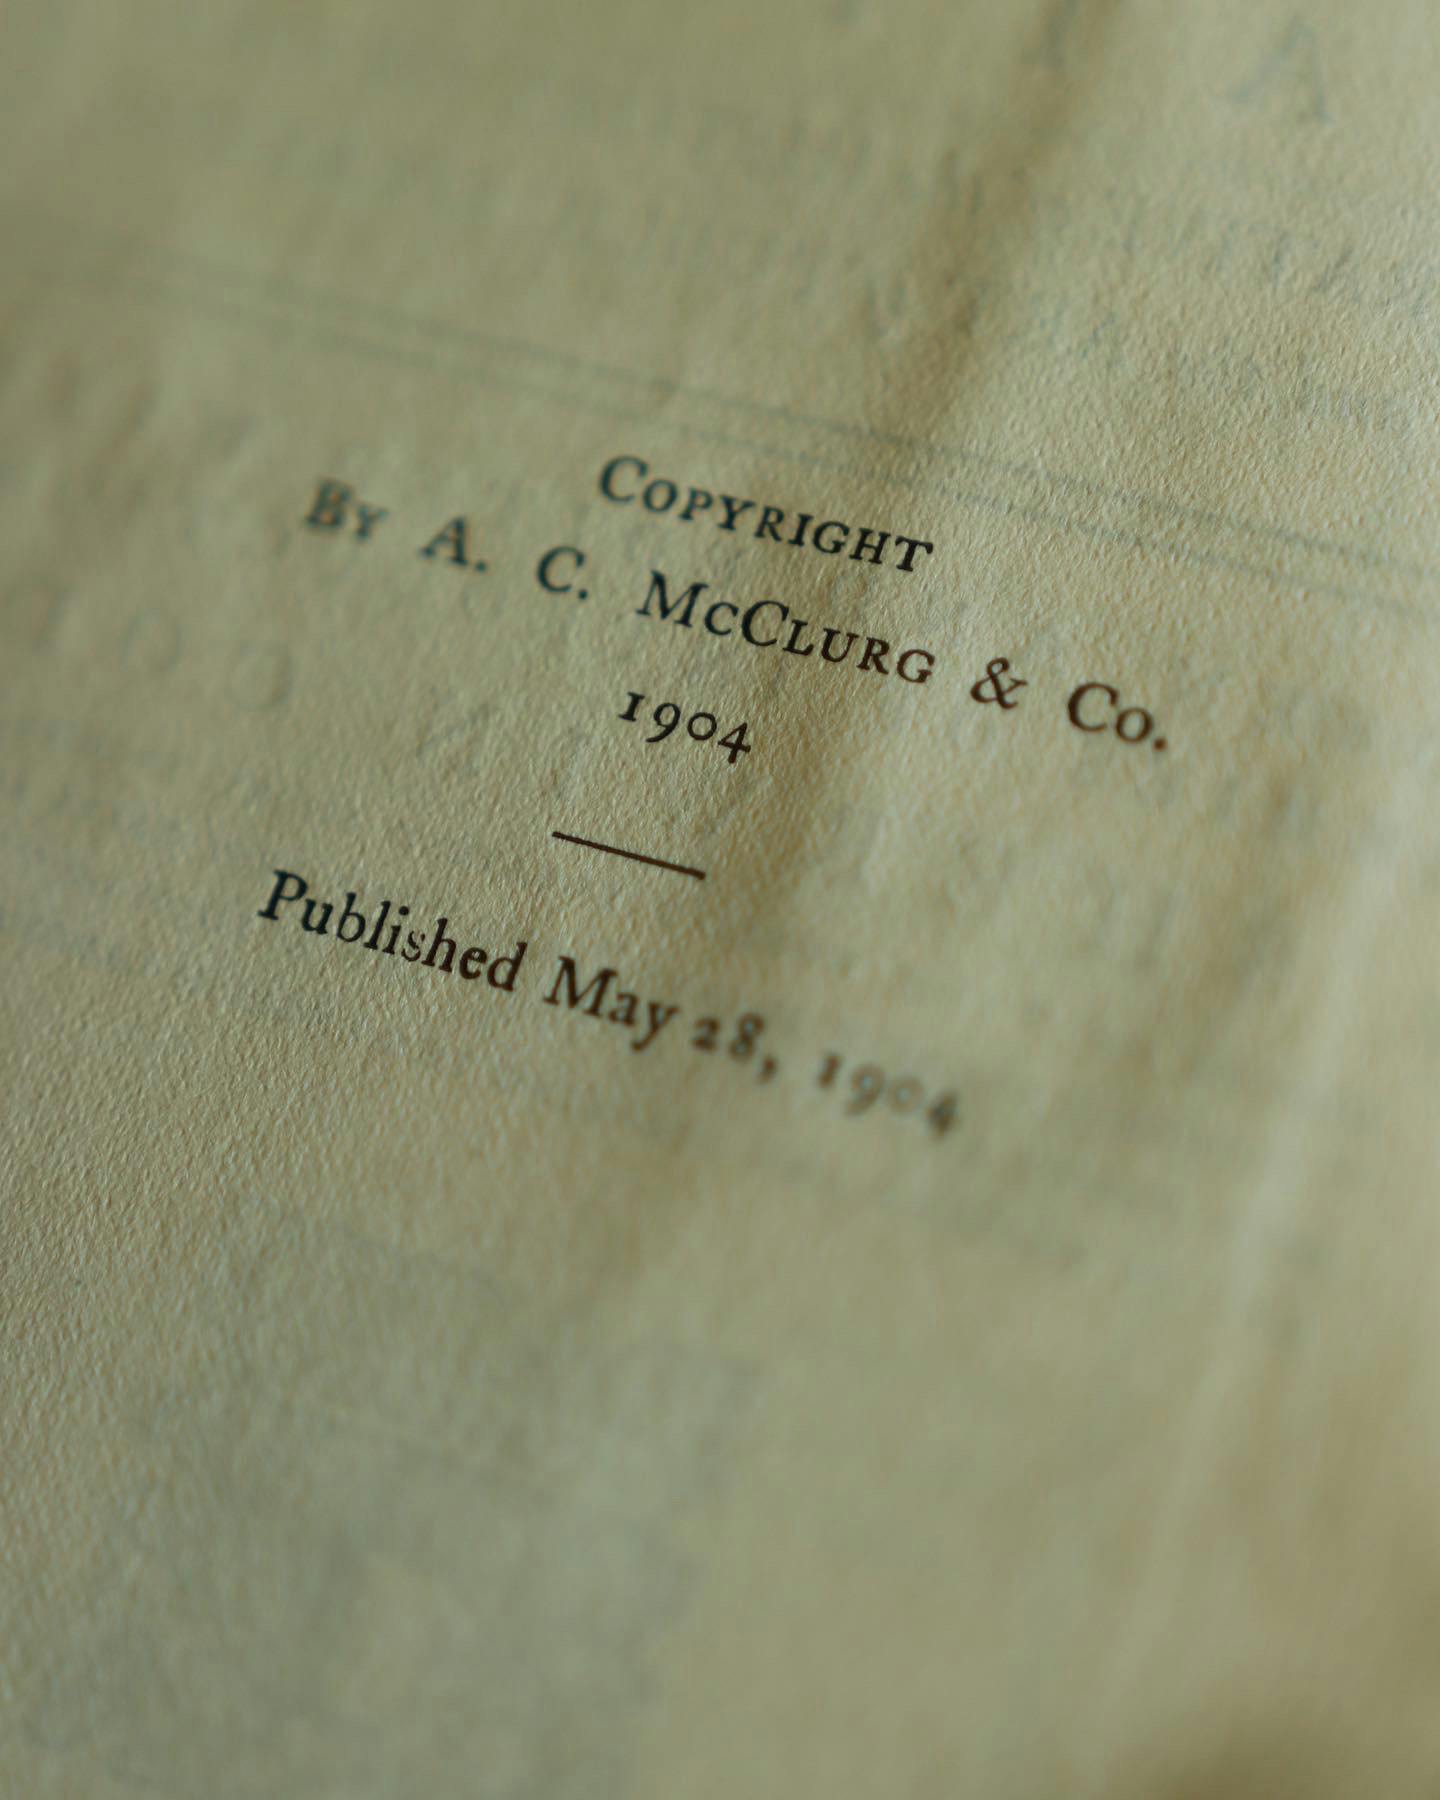 COPYRIGHT
BY A. C. MCCLURG & CO.
1904
Published May 28, 1904